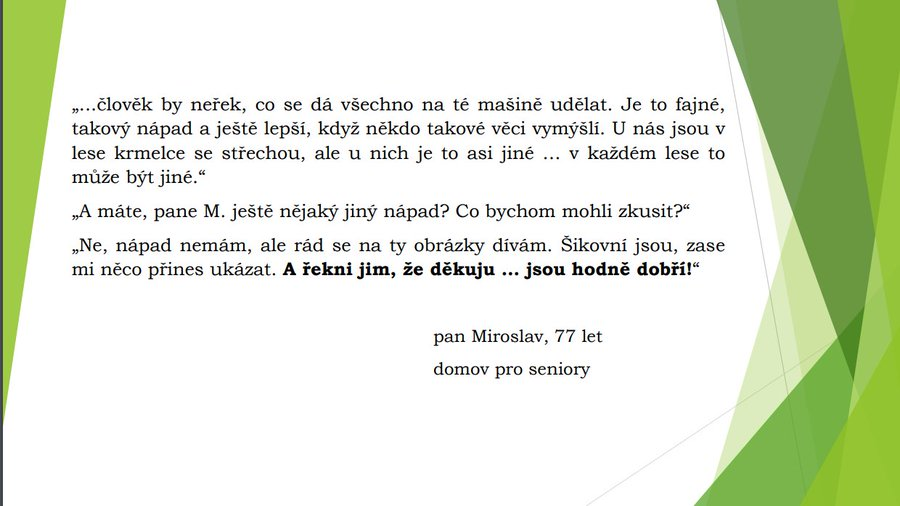 „…člověk by neřek, co se dá všechno na té mašině udělat. Je to fajné,
takový nápad a ještě lepší, když někdo takové věci vymýšlí. U nás jsou v
lese krmelce se střechou, ale u nich je to asi jiné … v každém lese to
může být jiné.“
„A máte, pane M. ještě nějaký jiný nápad? Co bychom mohli zkusit?“
„Ne, nápad nemám, ale rád se na ty obrázky dívám. Šikovní jsou, zase
mi něco přines ukázat. A řekni jim, že děkuju … jsou hodně dobří!“
pan Miroslav, 77 let
domov pro seniory